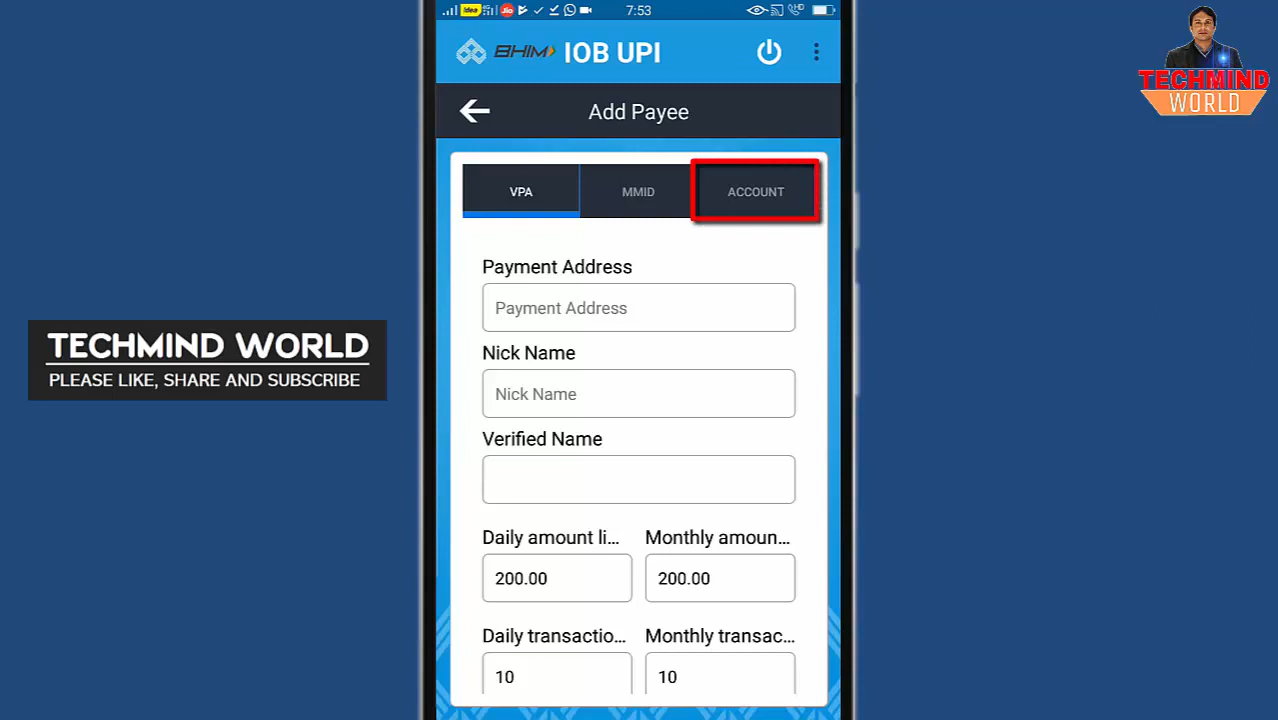 idea
Jio
7:53
BHIM IOB UPI
Add Payee
VPA MMID ACCOUNT
Payment Address
Payment Address
Nick Name
Nick Name
Verified Name
Daily amount li... Monthly amoun...
200.00 200.00
Daily transactio... Monthly transac...
10 10
TECHMIND WORLD
PLEASE LIKE, SHARE AND SUBSCRIBE
TECHMIND
WORLD